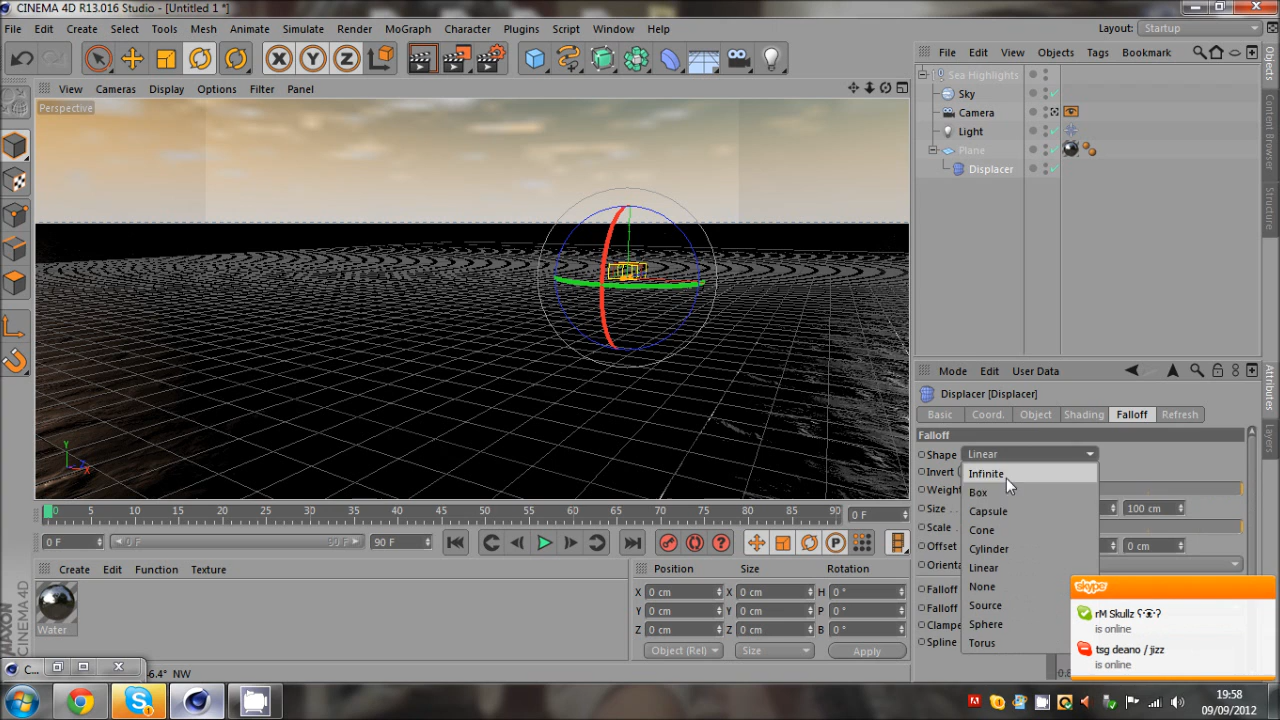 CINEMA 4D R13.016 Studio - [Untitled 1 *]
File Edit Create Select Tools Mesh Animate Simulate Render MoGraph Character Plugins Script Window Help
Layout: Startup
X Y Z
View Cameras Display Options Filter Panel
File Edit View Objects Tags Bookmark
Perspective
Sea Highlights
Sky
Camera
Light
Plane
Displacer
Objects
Content Browser
Structure
Mode Edit User Data
Displacer [Displacer]
Basic Coord. Object Shading Falloff Refresh
Falloff
Shape Linear
Invert
Infinite
Weight
Box
Size . . 100 cm
Capsule
Scale
Cone
Offset 0 cm
Cylinder
Orienta
Linear
None
Falloff
Source
Falloff
Sphere
Clampe
Torus
Spline
Attributes
Layers
Y
X
Z
0 5 10 15 20 25 30 35 40 45 50 55 60 65 70 75 80 85 90 0 F
0 F 0 F 90 F 90 F
P
Create Edit Function Texture
Water
Position Size Rotation
X 0 cm X 0 cm H 0 °
Y 0 cm Y 0 cm P 0 °
Z 0 cm Z 0 cm B 0 °
Object (Rel) Size Apply
MAXON
CINEMA 4D
C...
6.4° NW
skype
rM Skullz
is online
tsg deano / jizz
is online
19:58
09/09/2012